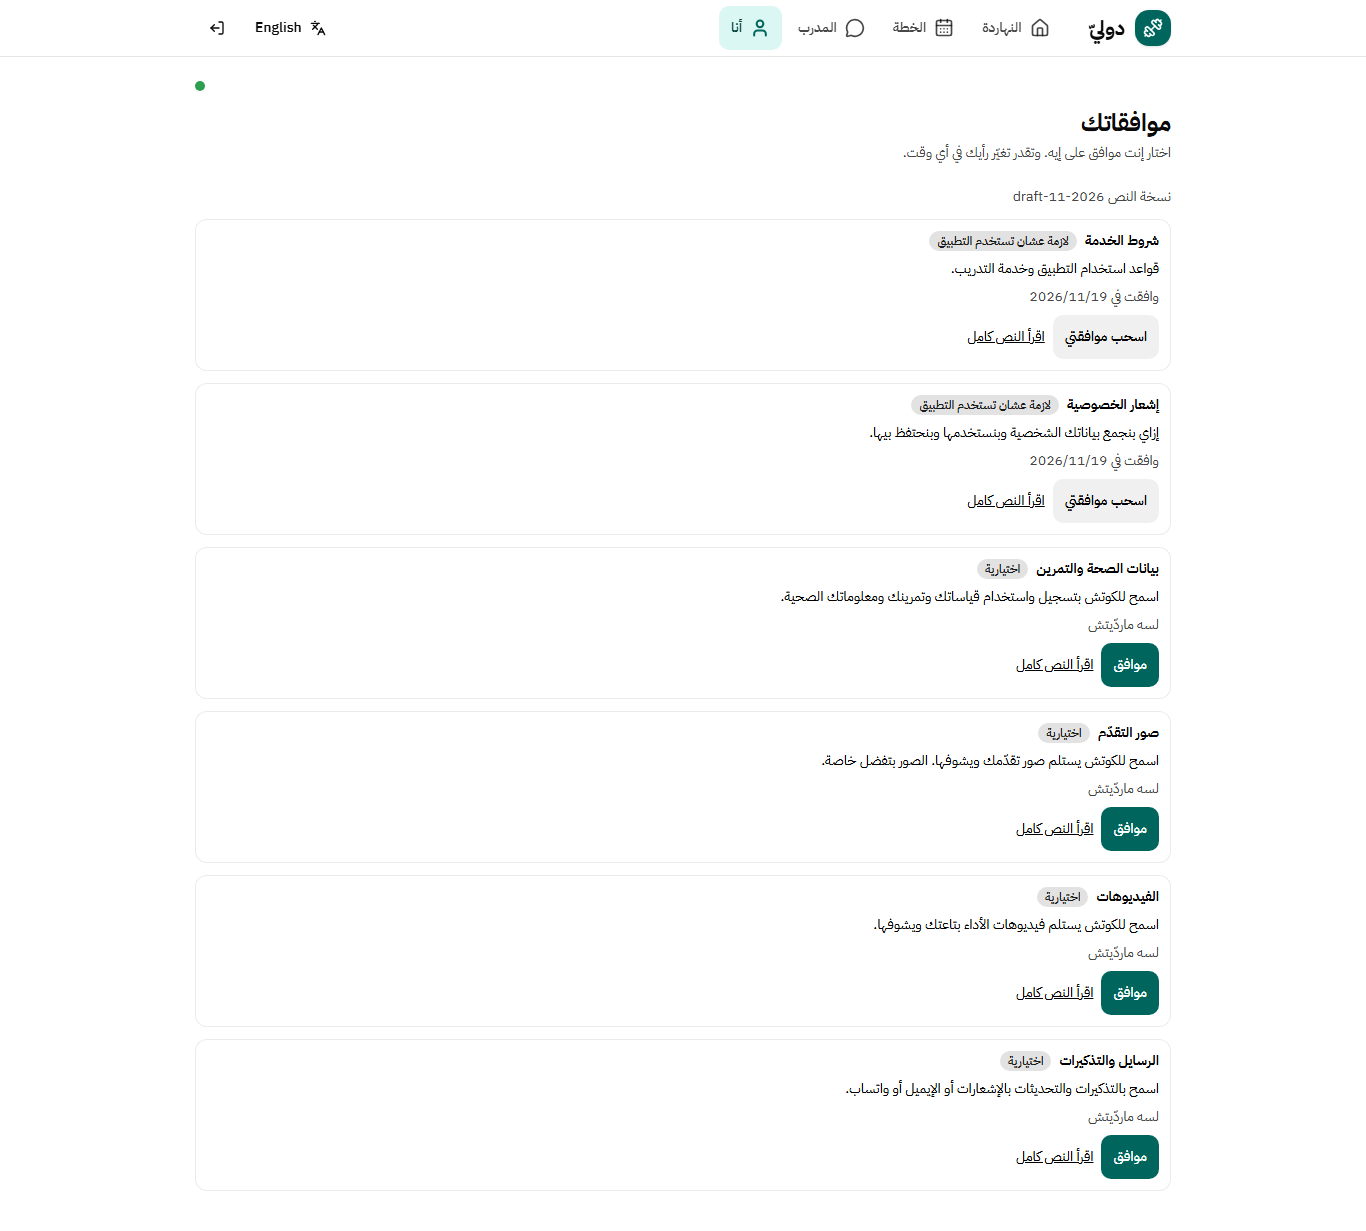 دوليّ
النهاردة
الخطة
المدرب
أنا
English
موافقاتك
اختار إنت موافق على إيه. وتقدر تغيّر رأيك في أي وقت.
نسخة النص draft-11-2026
شروط الخدمة لازمة عشان تستخدم التطبيق
قواعد استخدام التطبيق وخدمة التدريب.
وافقت في 2026/11/19
اسحب موافقتي اقرأ النص كامل
إشعار الخصوصية لازمة عشان تستخدم التطبيق
إزاي بنجمع بياناتك الشخصية وبنستخدمها وبنحتفظ بيها.
وافقت في 2026/11/19
اسحب موافقتي اقرأ النص كامل
بيانات الصحة والتمرين اختيارية
اسمح للكوتش بتسجيل واستخدام قياساتك وتمرينك ومعلوماتك الصحية.
لسه ماردّيتش
موافق اقرأ النص كامل
صور التقدّم اختيارية
اسمح للكوتش يستلم صور تقدّمك ويشوفها. الصور بتفضل خاصة.
لسه ماردّيتش
موافق اقرأ النص كامل
الفيديوهات اختيارية
اسمح للكوتش يستلم فيديوهات الأداء بتاعتك ويشوفها.
لسه ماردّيتش
موافق اقرأ النص كامل
الرسايل والتذكيرات اختيارية
اسمح بالتذكيرات والتحديثات بالإشعارات أو الإيميل أو واتساب.
لسه ماردّيتش
موافق اقرأ النص كامل